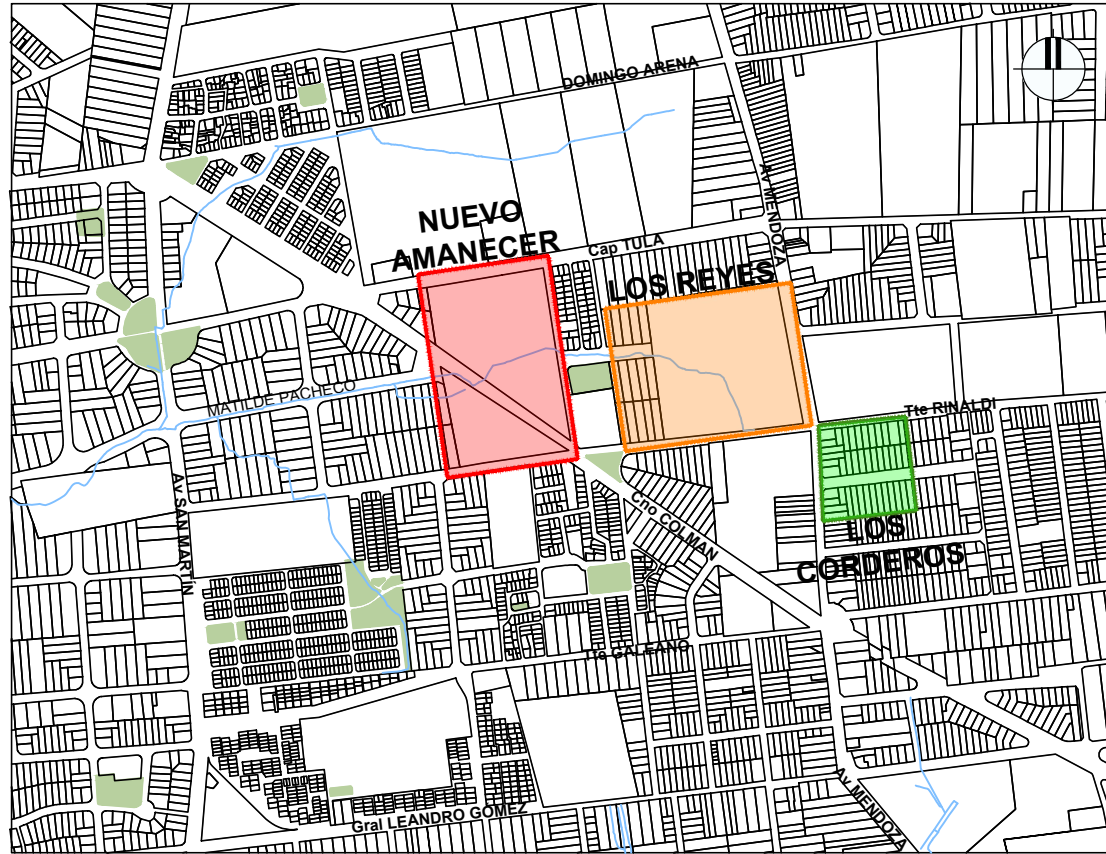 DOMINGO ARENA
Av MENDOZA
NUEVO
AMANECER
Cap TULA
LOS REYES
MATILDE PACHECO
Tte RINALDI
Av SAN MARTÍN
Cno COLMAN
LOS
CORDEROS
Tte GALEANO
Av MENDOZA
Gral LEANDRO GOMEZ